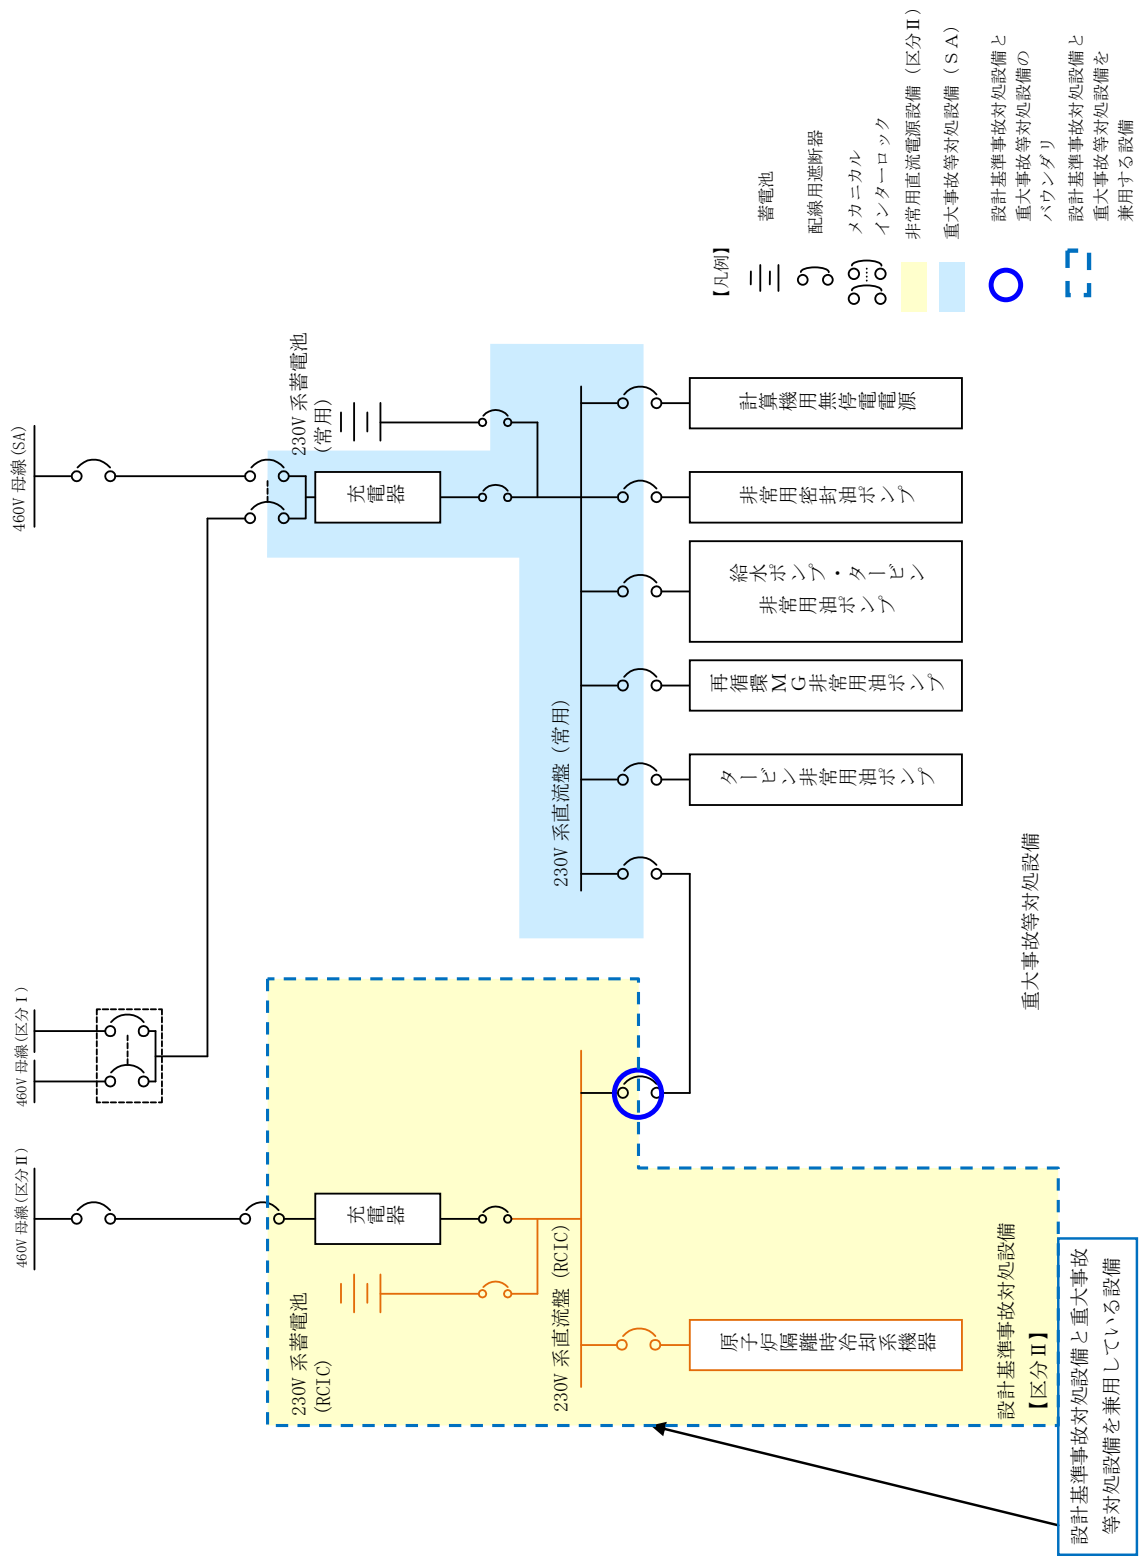 460V 母線(区分Ⅱ)
460V 母線(区分Ⅰ)
460V 母線(SA)
充電器
230V 系蓄電池
(RCIC)
230V 系直流盤 (RCIC)
原子炉隔離時冷却系機器
設計基準事故対処設備
【区分Ⅱ】
設計基準事故対処設備と重大事故
等対処設備を兼用している設備
充電器
230V 系蓄電池
(常用)
230V 系直流盤 (常用)
タービン非常用油ポンプ
再循環MG非常用油ポンプ
給水ポンプ・タービン
非常用油ポンプ
非常用密封油ポンプ
計算機用無停電電源
重大事故等対処設備
【凡例】
蓄電池
配線用遮断器
メカニカル
インターロック
非常用直流電源設備（区分Ⅱ）
重大事故等対処設備（ＳＡ）
設計基準事故対処設備と
重大事故等対処設備の
バウンダリ
設計基準事故対処設備と
重大事故等対処設備を
兼用する設備